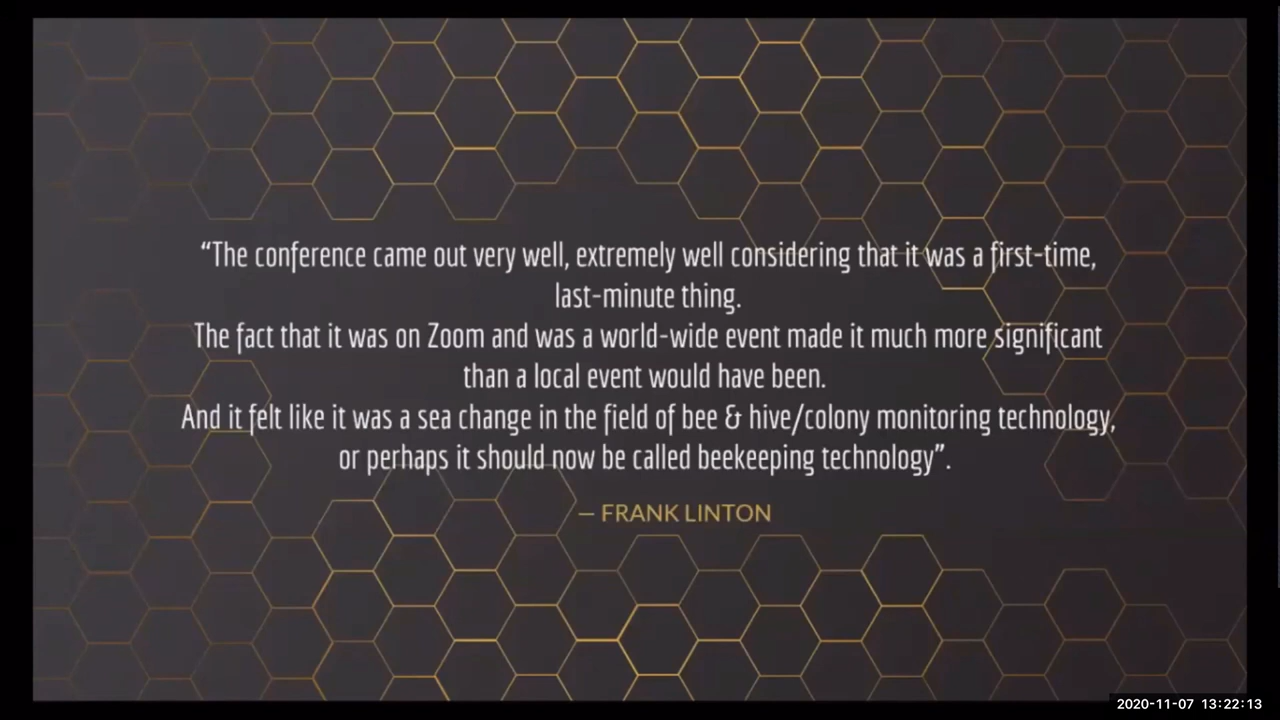 “The conference came out very well, extremely well considering that it was a first-time,
last-minute thing.
The fact that it was on Zoom and was a world-wide event made it much more significant
than a local event would have been.
And it felt like it was a sea change in the field of bee & hive/colony monitoring technology,
or perhaps it should now be called beekeeping technology”.
— FRANK LINTON
2020-11-07 13:22:13